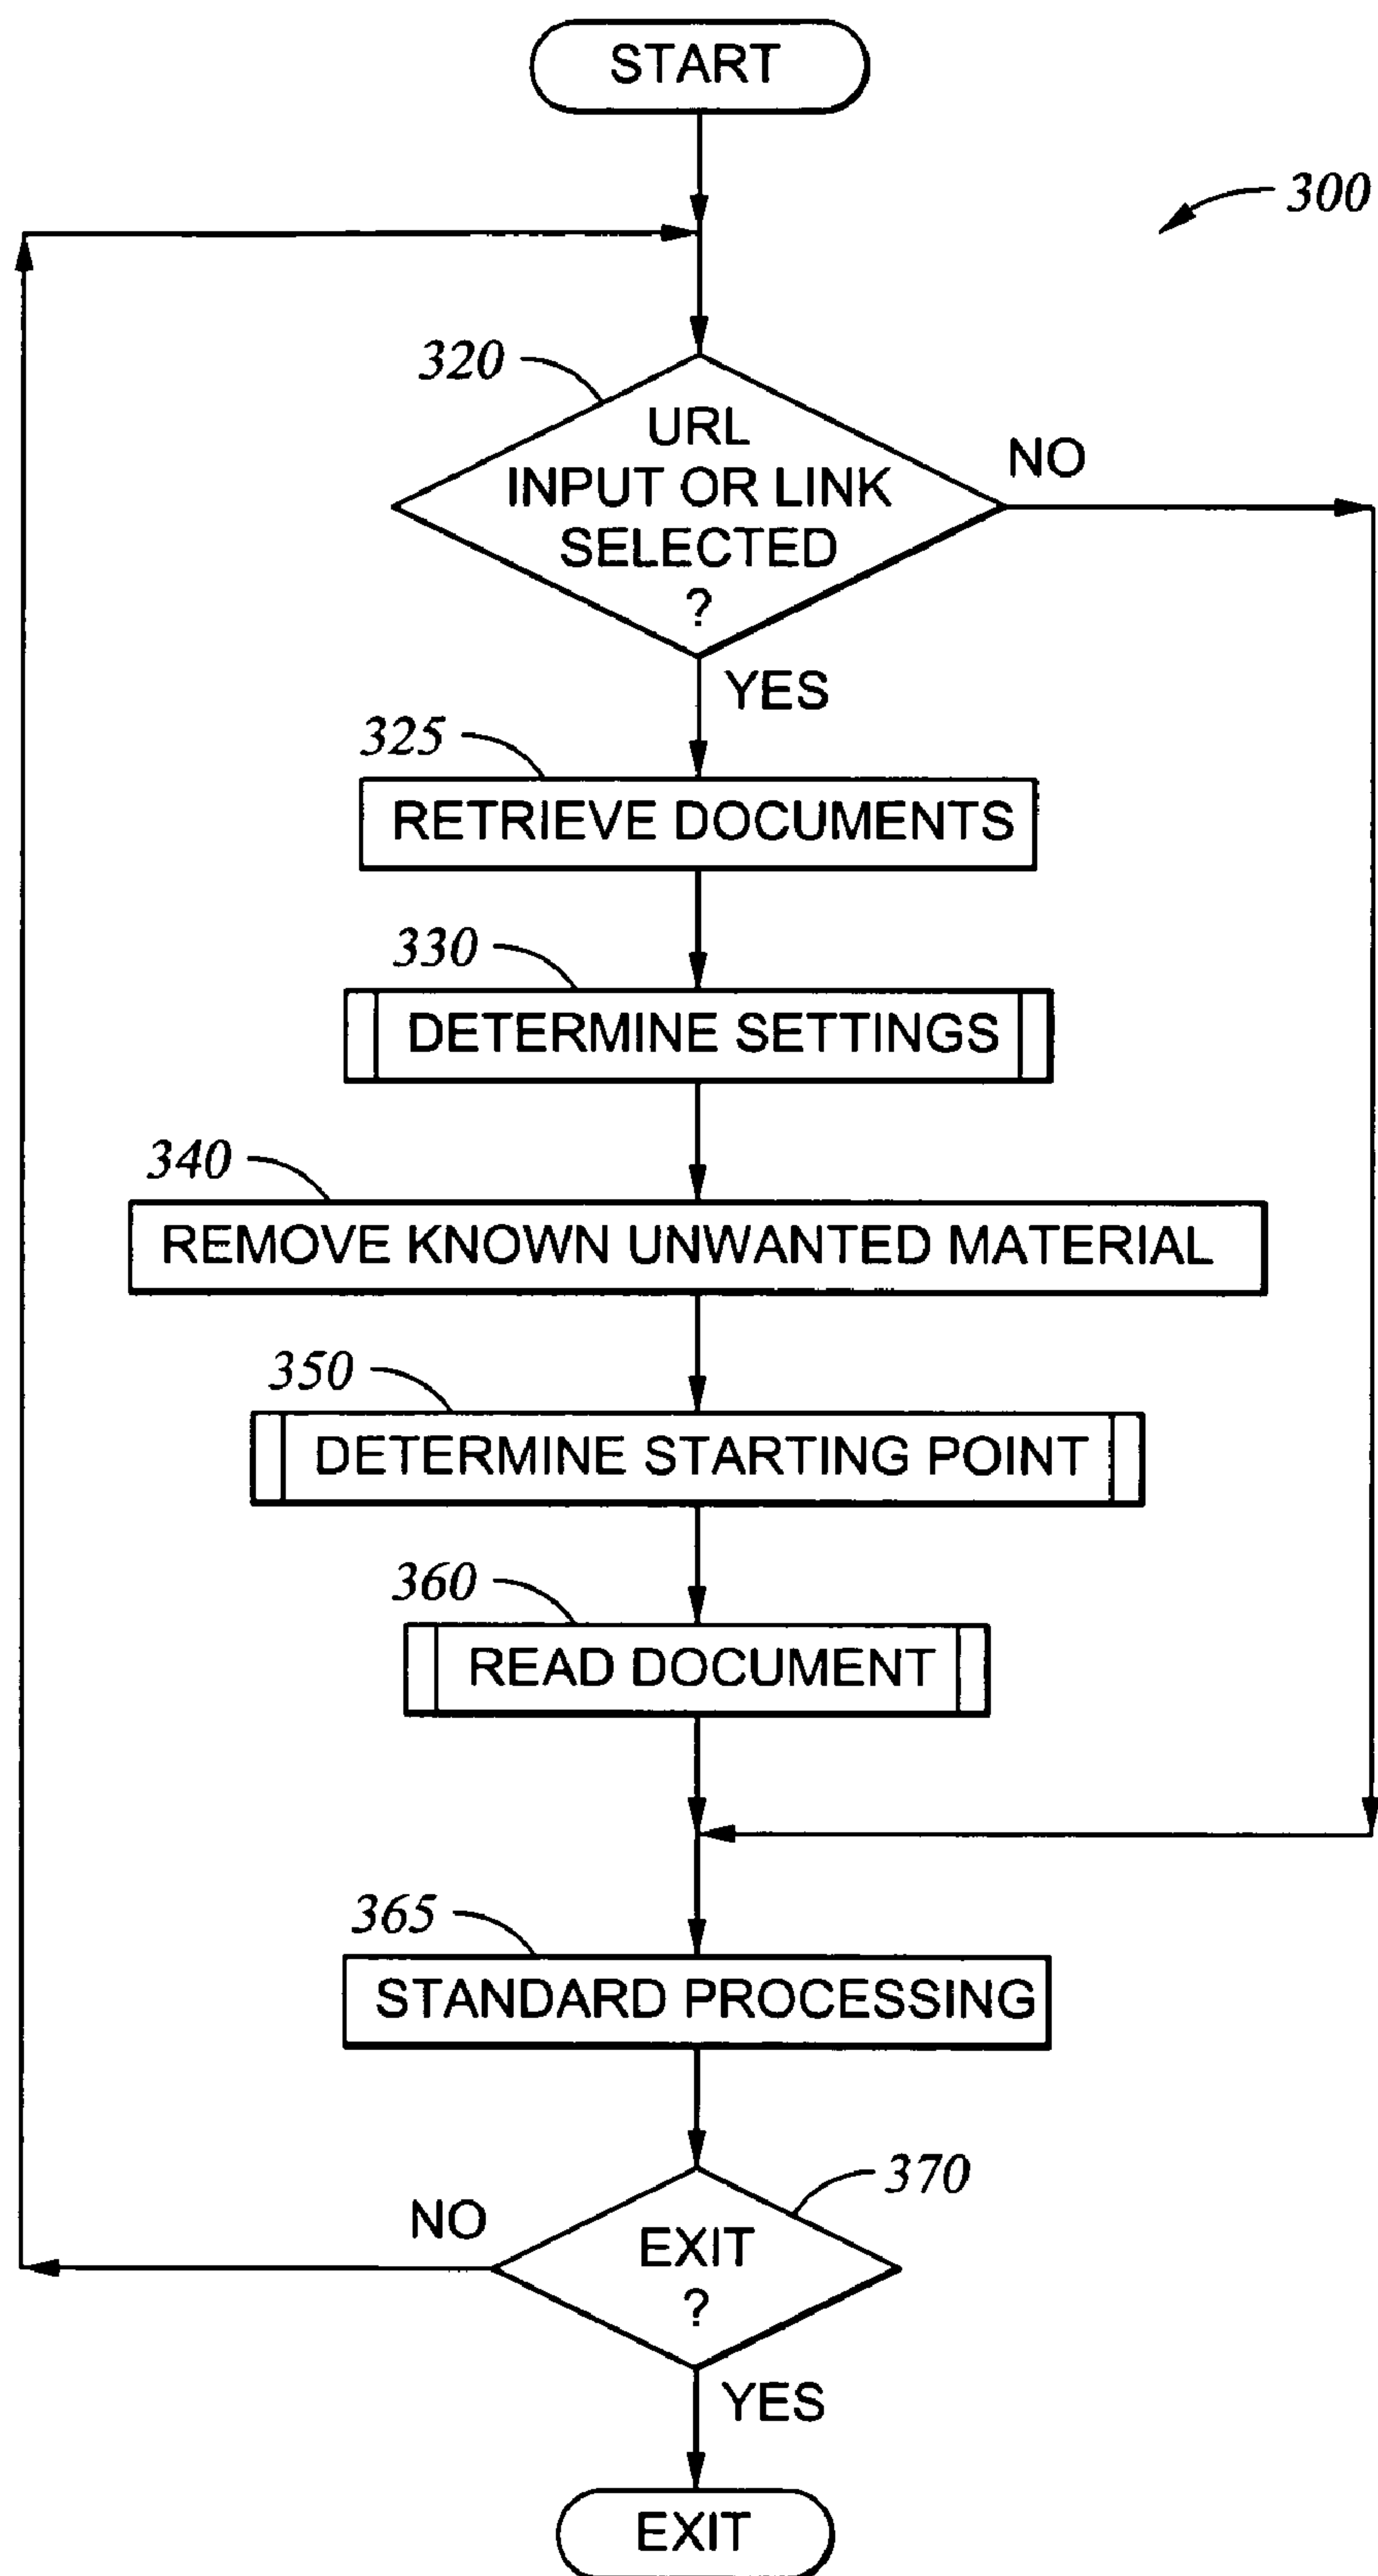 START
300
320
URL
INPUT OR LINK
SELECTED
?
NO
YES
325
RETRIEVE DOCUMENTS
330
DETERMINE SETTINGS
340
REMOVE KNOWN UNWANTED MATERIAL
350
DETERMINE STARTING POINT
360
READ DOCUMENT
365
STANDARD PROCESSING
370
NO
EXIT
?
YES
EXIT